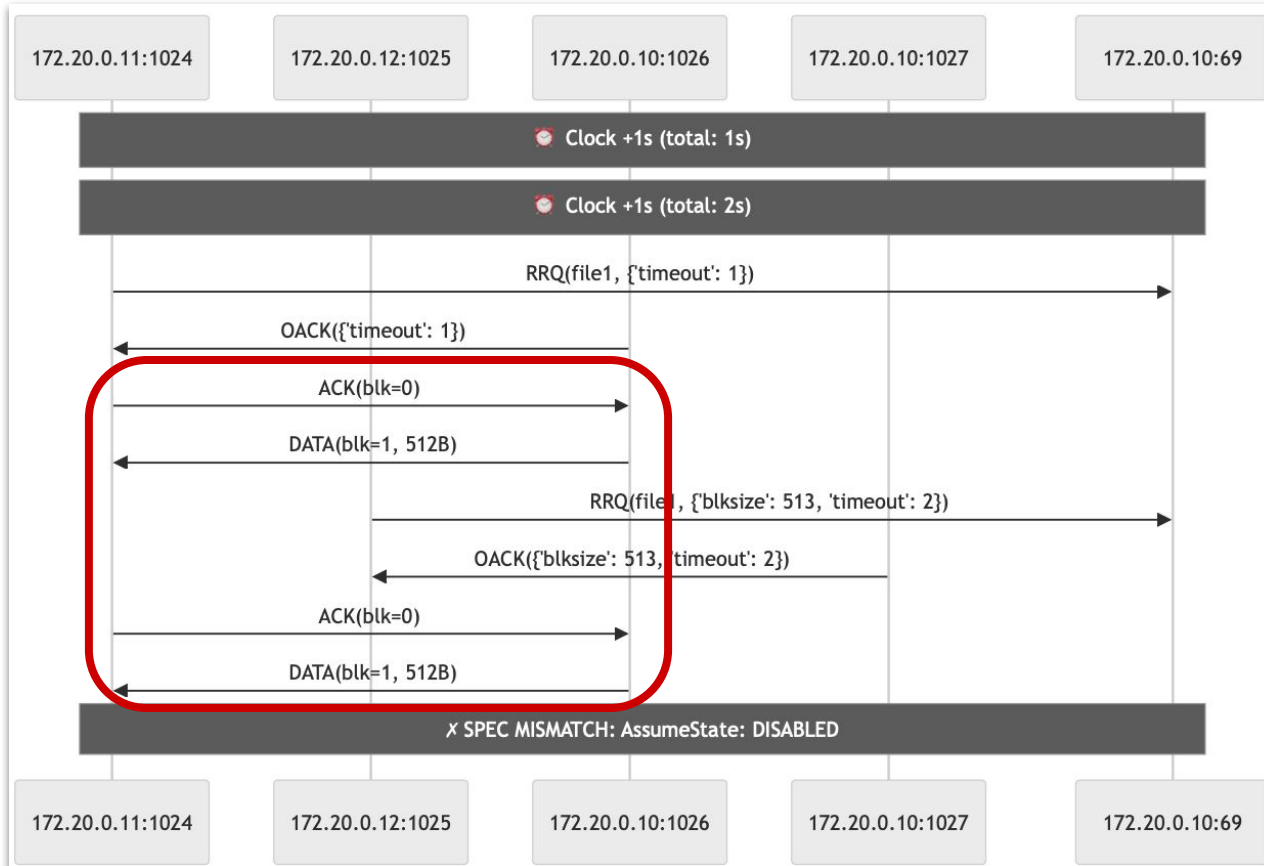 172.20.0.11:1024
172.20.0.12:1025
172.20.0.10:1026
172.20.0.10:1027
172.20.0.10:69
⏰ Clock +1s (total: 1s)
⏰ Clock +1s (total: 2s)
RRQ(file1, {'timeout': 1})
OACK({'timeout': 1})
ACK(blk=0)
DATA(blk=1, 512B)
RRQ(file1, {'blksize': 513, 'timeout': 2})
OACK({'blksize': 513, 'timeout': 2})
ACK(blk=0)
DATA(blk=1, 512B)
✗ SPEC MISMATCH: AssumeState: DISABLED
172.20.0.11:1024
172.20.0.12:1025
172.20.0.10:1026
172.20.0.10:1027
172.20.0.10:69